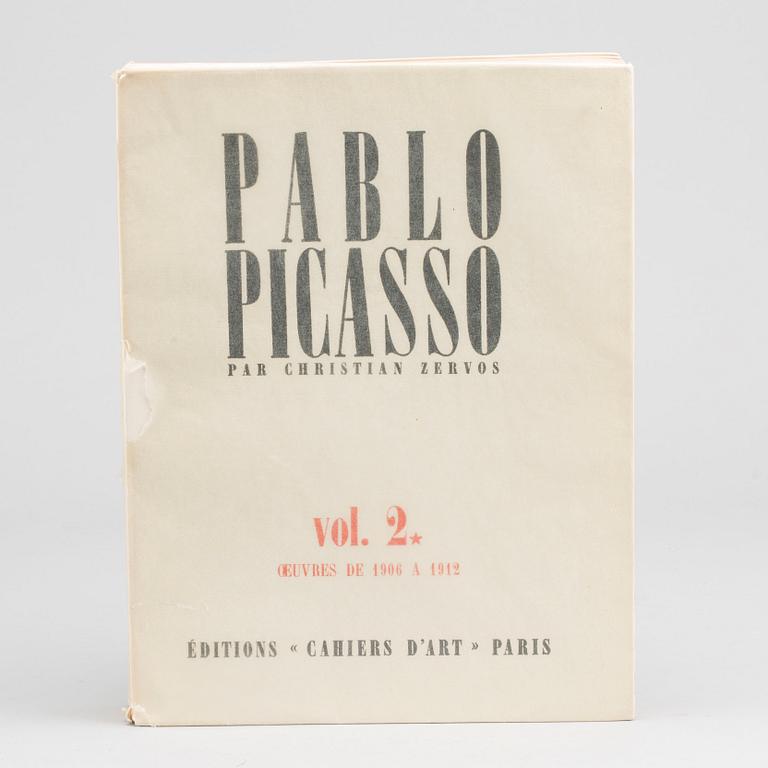 PABLO
PICASSO
PAR CHRISTIAN ZERVOS
vol. 2★
ŒUVRES DE 1906 A 1912
ÉDITIONS « CAHIERS D'ART » PARIS